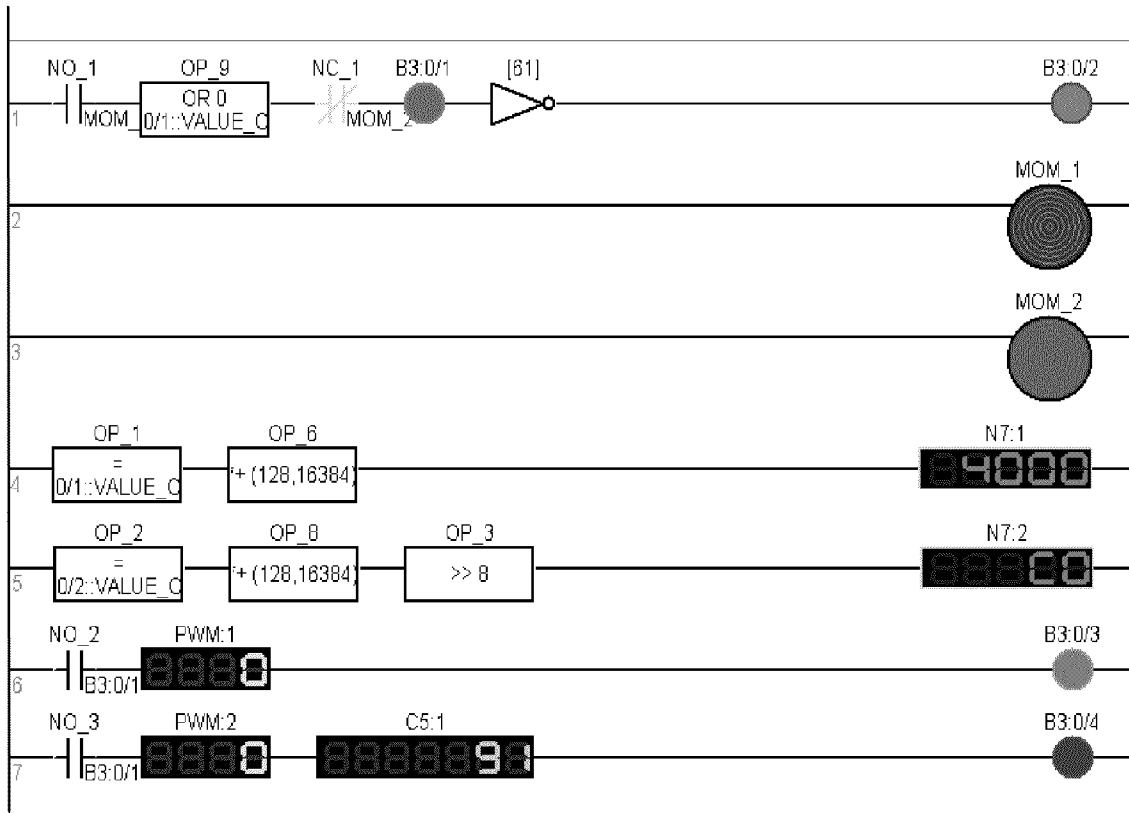 NO_1 OP_9 NC_1 B3:0/1 [61] B3:0/2
OR 0
1 MOM_ 0/1::VALUE_O MOM_2
MOM_1
2
MOM_2
3
OP_1 OP_6 N7:1
= *+ (128,16384) 4000
4 0/1::VALUE_O
OP_2 OP_8 OP_3 N7:2
= *+ (128,16384) >> 8 C0
5 0/2::VALUE_O
NO_2 PWM:1 B3:0/3
0
6 B3:0/1
NO_3 PWM:2 C5:1 B3:0/4
0 91
7 B3:0/1